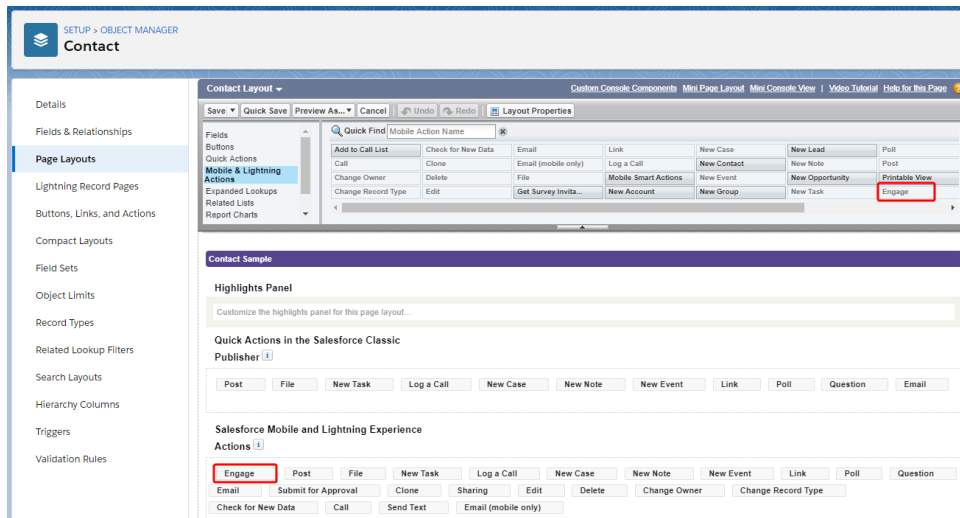 SETUP > OBJECT MANAGER
Contact
Details
Fields & Relationships
Page Layouts
Lightning Record Pages
Buttons, Links, and Actions
Compact Layouts
Field Sets
Object Limits
Record Types
Related Lookup Filters
Search Layouts
Hierarchy Columns
Triggers
Validation Rules
Contact Layout Custom Console Components Mini Page Layout Mini Console View | Video Tutorial Help for this Page
Save Quick Save Preview As... Cancel Undo Redo Layout Properties
Fields
Buttons
Quick Actions
Mobile & Lightning
Actions
Expanded Lookups
Related Lists
Report Charts
Quick Find Mobile Action Name
Add to Call List Check for New Data Email Link New Case New Lead Poll
Call Clone Email (mobile only) Log a Call New Contact New Note Post
Change Owner Delete File Mobile Smart Actions New Event New Opportunity Printable View
Change Record Type Edit Get Survey Invita... New Account New Group New Task Engage
Contact Sample
Highlights Panel
Customize the highlights panel for this page layout...
Quick Actions in the Salesforce Classic
Publisher i
Post File New Task Log a Call New Case New Note New Event Link Poll Question Email
Salesforce Mobile and Lightning Experience
Actions i
Engage Post File New Task Log a Call New Case New Note New Event Link Poll Question
Email Submit for Approval Clone Sharing Edit Delete Change Owner Change Record Type
Check for New Data Call Send Text Email (mobile only)